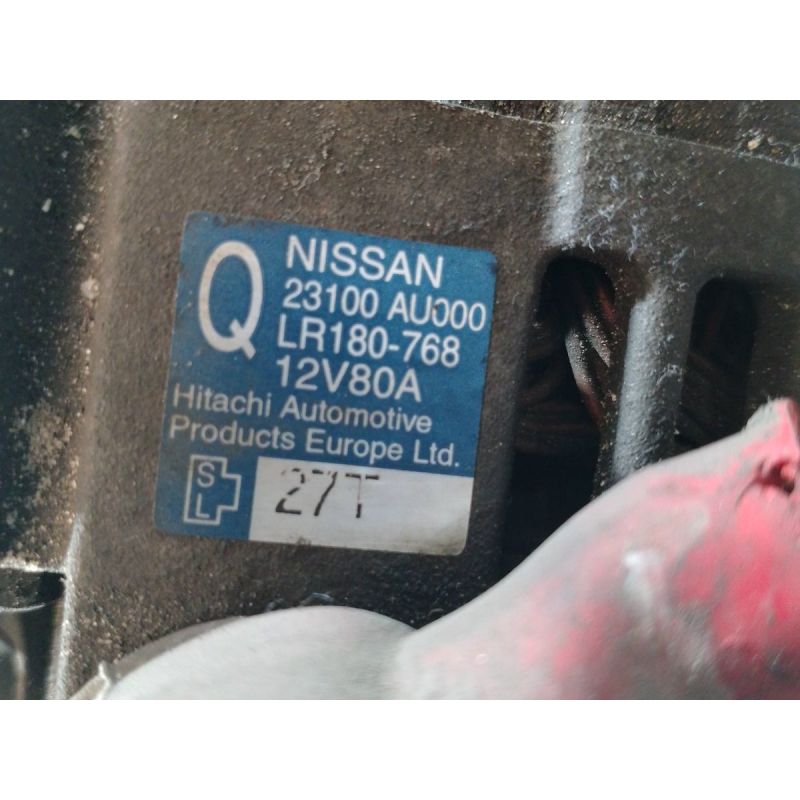 Q
NISSAN
23100 AU000
LR180-768
12V80A
Hitachi Automotive
Products Europe Ltd.
S
L
27T